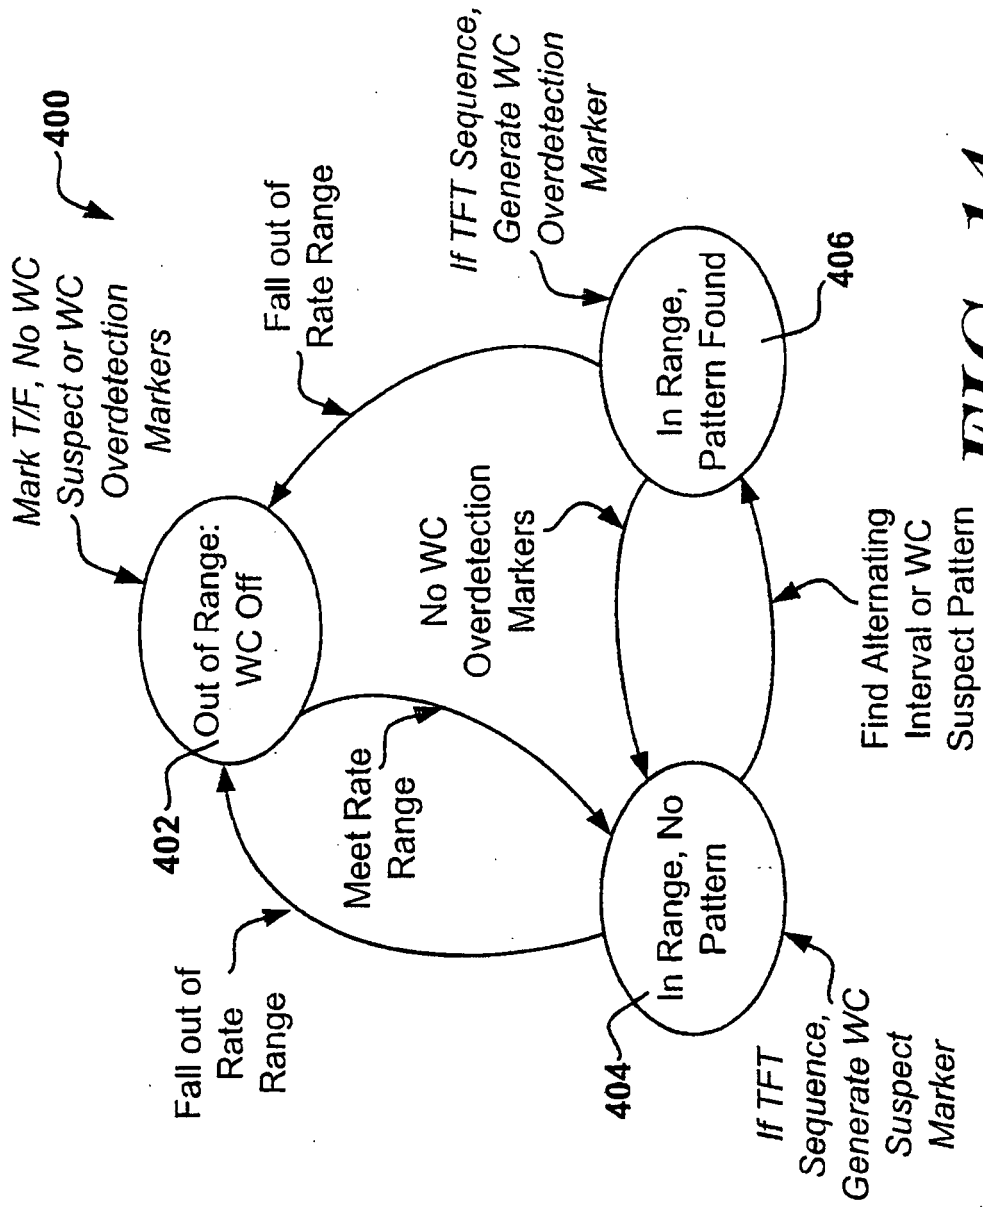 400
Mark T/F, No WC
Suspect or WC
Overdetection
Markers
402
Out of Range:
WC Off
Fall out of
Rate Range
Fall out of
Rate
Range
Meet Rate
Range
No WC
Overdetection
Markers
If TFT Sequence,
Generate WC
Overdetection
Marker
404
In Range, No
Pattern
In Range,
Pattern Found
406
If TFT
Sequence,
Generate WC
Suspect
Marker
Find Alternating
Interval or WC
Suspect Pattern
FIG. 14